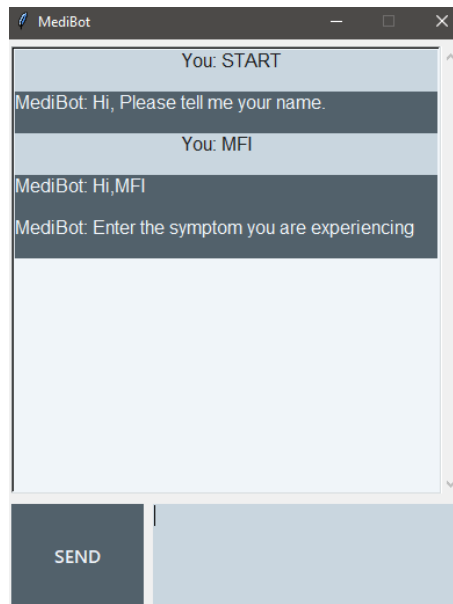 MediBot
You: START
MediBot: Hi, Please tell me your name.
You: MFI
MediBot: Hi,MFI
MediBot: Enter the symptom you are experiencing
SEND